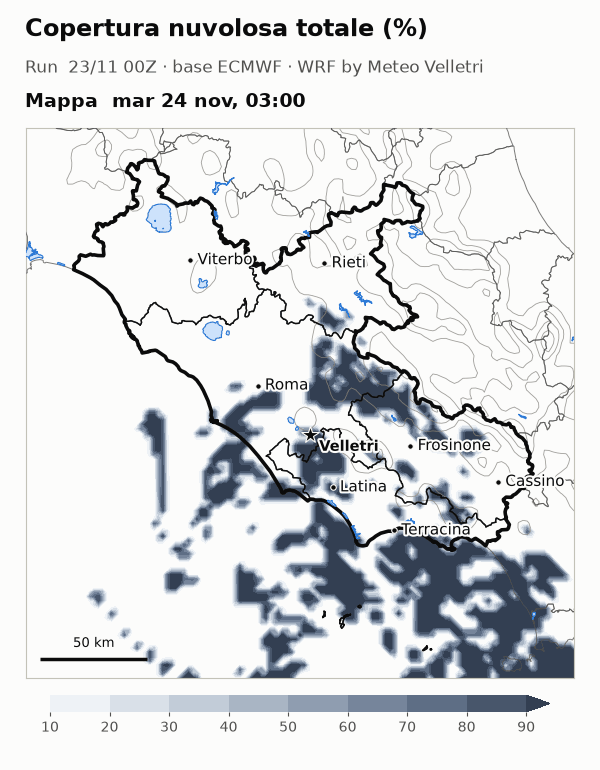 Copertura nuvolosa totale (%)
Run  23/11 00Z · base ECMWF · WRF by Meteo Velletri
Mappa  mar 24 nov, 03:00
Viterbo
Rieti
Roma
Velletri
Frosinone
Latina
Cassino
Terracina
50 km
10 20 30 40 50 60 70 80 90